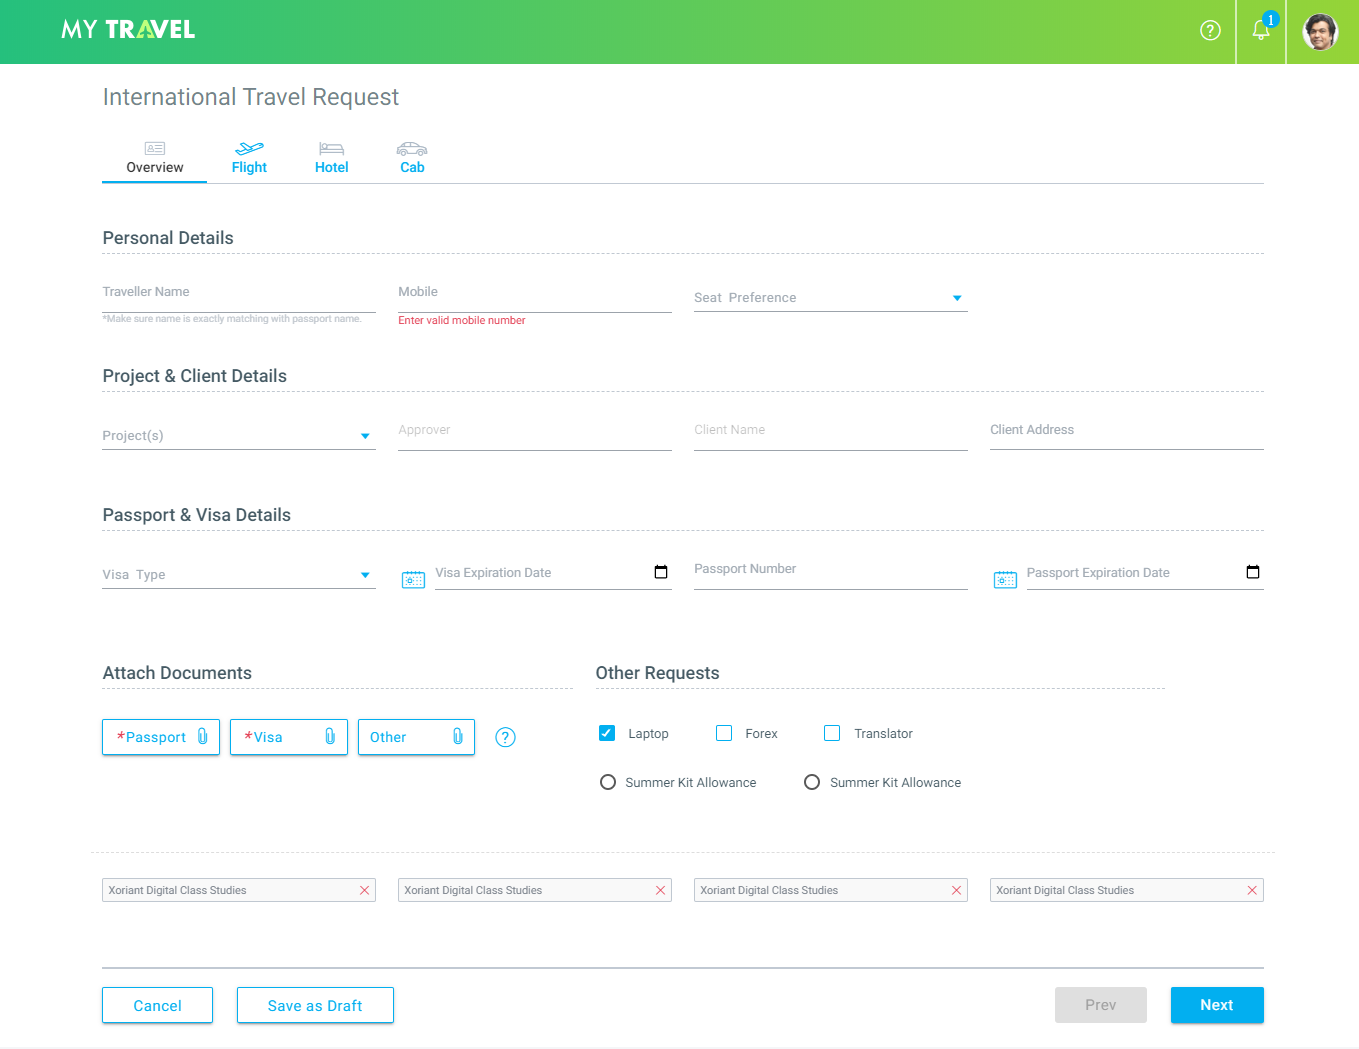 MY TRAVEL
?
1
International Travel Request
Overview
Flight
Hotel
Cab
Personal Details
Traveller Name
Mobile
Seat Preference
*Make sure name is exactly matching with passport name.
Enter valid mobile number
Project & Client Details
Project(s)
Approver
Client Name
Client Address
Passport & Visa Details
Visa Type
Visa Expiration Date
Passport Number
Passport Expiration Date
Attach Documents
Other Requests
*Passport
*Visa
Other
?
Laptop
Forex
Translator
Summer Kit Allowance
Summer Kit Allowance
Xoriant Digital Class Studies
Xoriant Digital Class Studies
Xoriant Digital Class Studies
Xoriant Digital Class Studies
Cancel
Save as Draft
Prev
Next